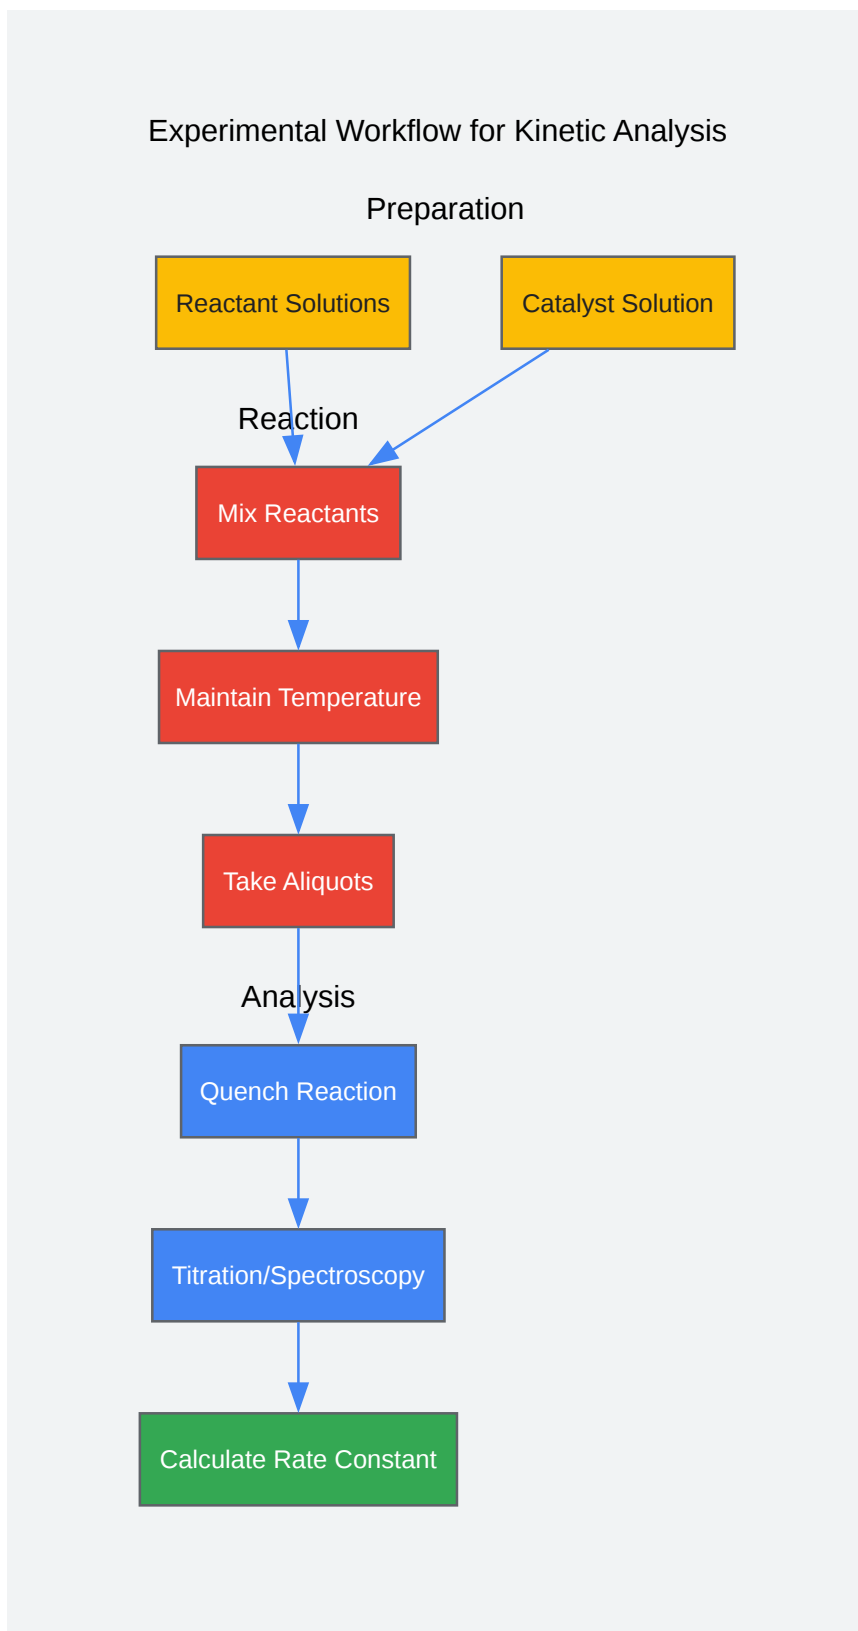 Experimental Workflow for Kinetic Analysis
Preparation
Reactant Solutions
Catalyst Solution
Reaction
Mix Reactants
Maintain Temperature
Take Aliquots
Analysis
Quench Reaction
Titration/Spectroscopy
Calculate Rate Constant